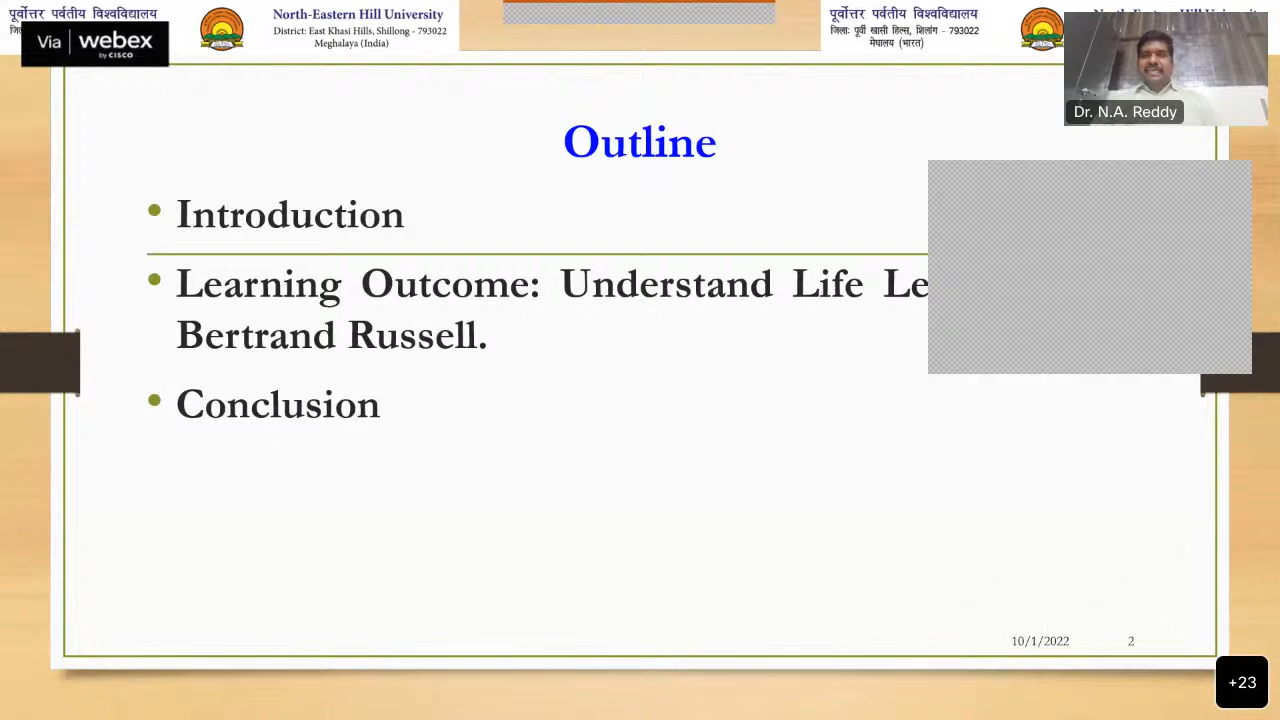 पूर्वोत्तर पर्वतीय विश्वविद्यालय
North-Eastern Hill University
District: East Khasi Hills, Shillong - 793022
Meghalaya (India)
पूर्वोत्तर पर्वतीय विश्वविद्यालय
जिला: पूर्वी खासी हिल्स, शिलांग - 793022
मेघालय (भारत)
Via webex
by CISCO
Dr. N.A. Reddy
Outline
• Introduction
• Learning Outcome: Understand Life
Bertrand Russell.
• Conclusion
10/1/2022 2
+23